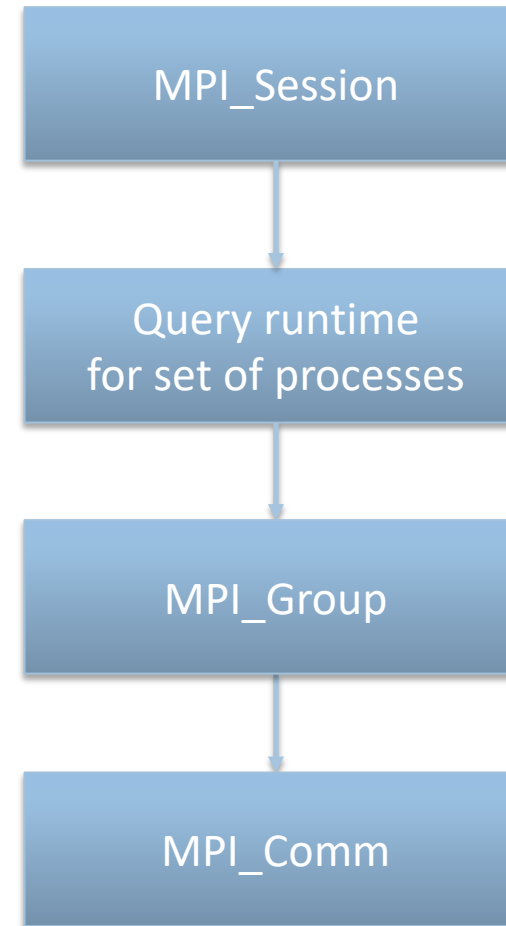 MPI_Session
Query runtime
for set of processes
MPI_Group
MPI_Comm